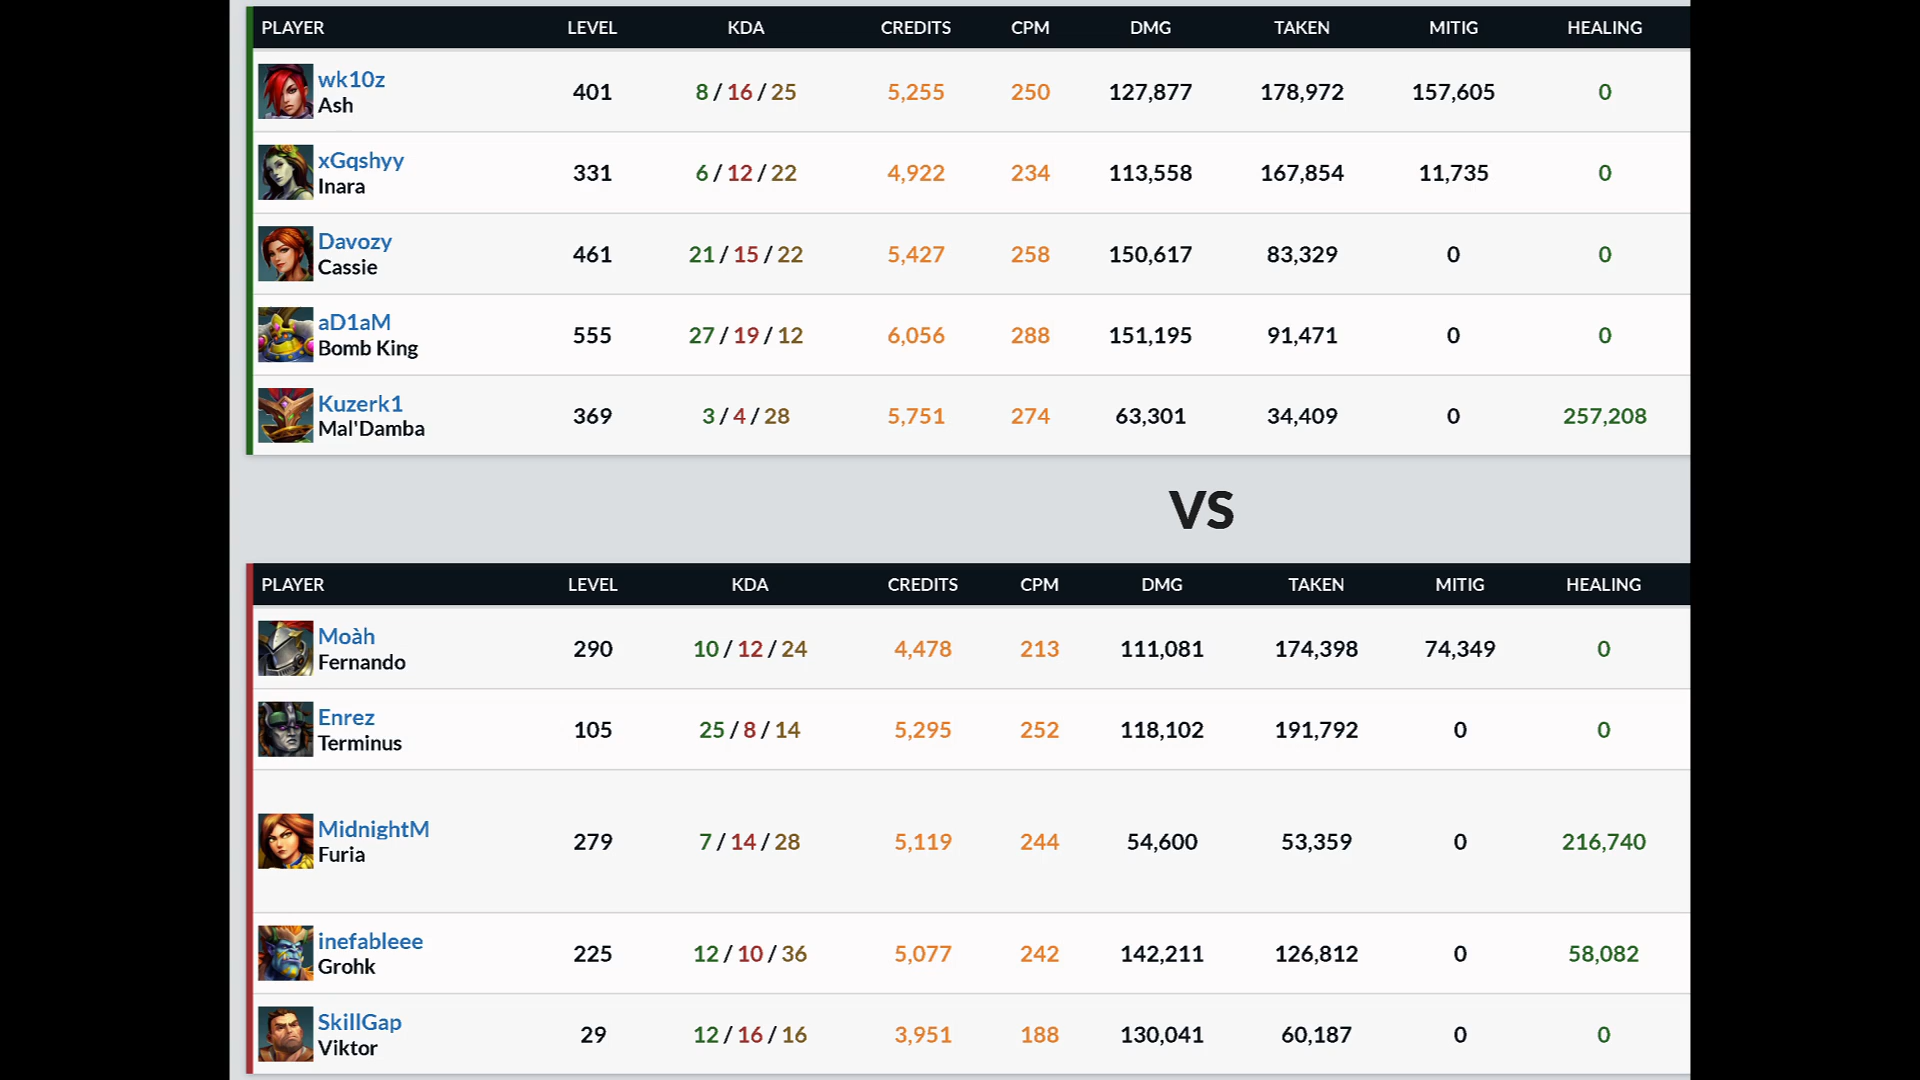 PLAYER LEVEL KDA CREDITS CPM DMG TAKEN MITIG HEALING
wk10z
Ash
401 8 / 16 / 25 5,255 250 127,877 178,972 157,605 0
xGqshyy
Inara
331 6 / 12 / 22 4,922 234 113,558 167,854 11,735 0
Davozy
Cassie
461 21 / 15 / 22 5,427 258 150,617 83,329 0 0
aD1aM
Bomb King
555 27 / 19 / 12 6,056 288 151,195 91,471 0 0
Kuzerk1
Mal'Damba
369 3 / 4 / 28 5,751 274 63,301 34,409 0 257,208
VS
PLAYER LEVEL KDA CREDITS CPM DMG TAKEN MITIG HEALING
Moàh
Fernando
290 10 / 12 / 24 4,478 213 111,081 174,398 74,349 0
Enrez
Terminus
105 25 / 8 / 14 5,295 252 118,102 191,792 0 0
MidnightM
Furia
279 7 / 14 / 28 5,119 244 54,600 53,359 0 216,740
inefableee
Grohk
225 12 / 10 / 36 5,077 242 142,211 126,812 0 58,082
SkillGap
Viktor
29 12 / 16 / 16 3,951 188 130,041 60,187 0 0